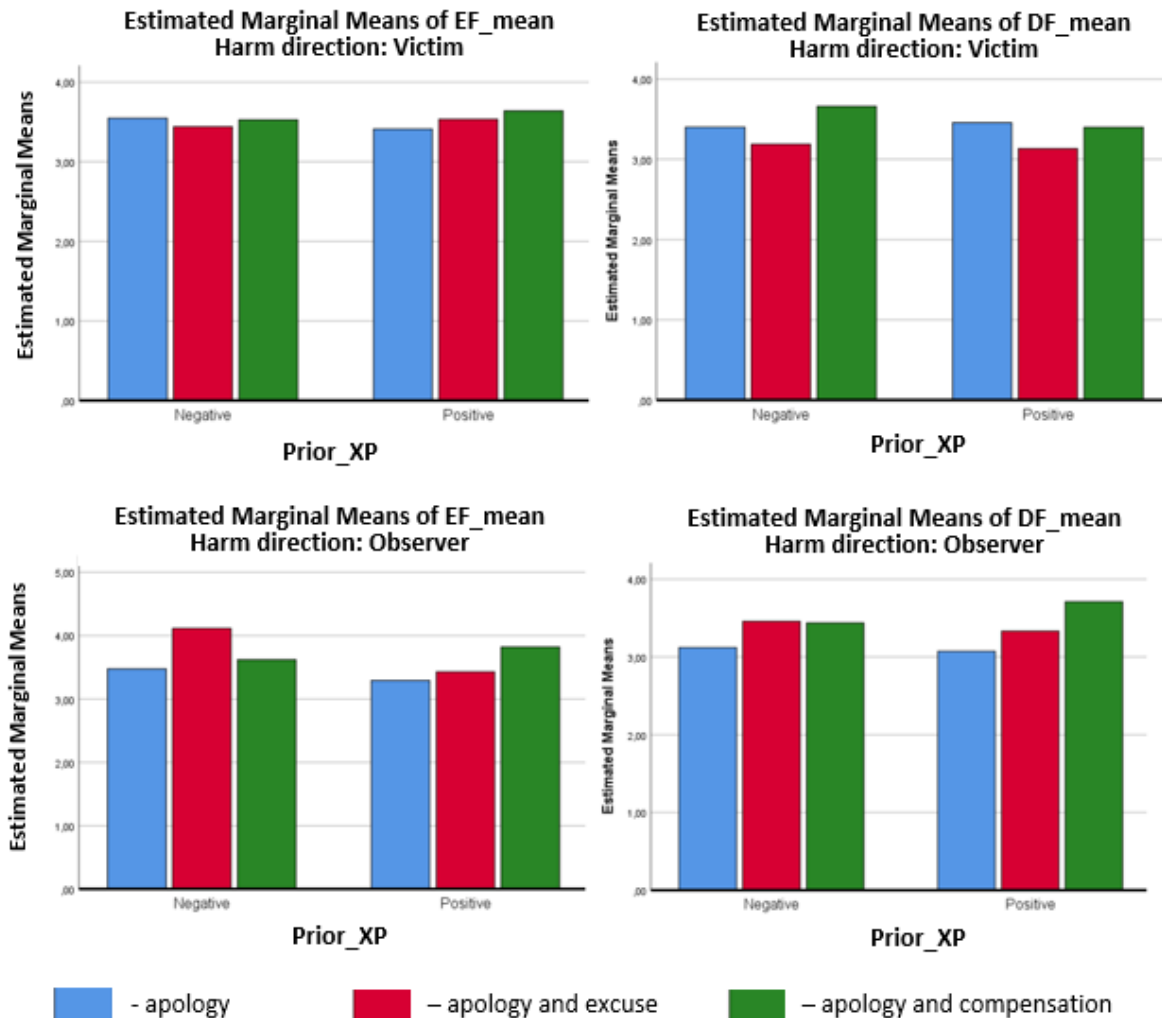 Estimated Marginal Means of EF_mean
Harm direction: Victim
Estimated Marginal Means
4,00
3,00
2,00
1,00
,00
Negative
Positive
Prior_XP
Estimated Marginal Means of DF_mean
Harm direction: Victim
Estimated Marginal Means
4,00
3,00
2,00
1,00
,00
Negative
Positive
Prior_XP
Estimated Marginal Means of EF_mean
Harm direction: Observer
Estimated Marginal Means
5,00
4,00
3,00
2,00
1,00
,00
Negative
Positive
Prior_XP
Estimated Marginal Means of DF_mean
Harm direction: Observer
Estimated Marginal Means
4,00
3,00
2,00
1,00
,00
Negative
Positive
Prior_XP
- apology
– apology and excuse
– apology and compensation